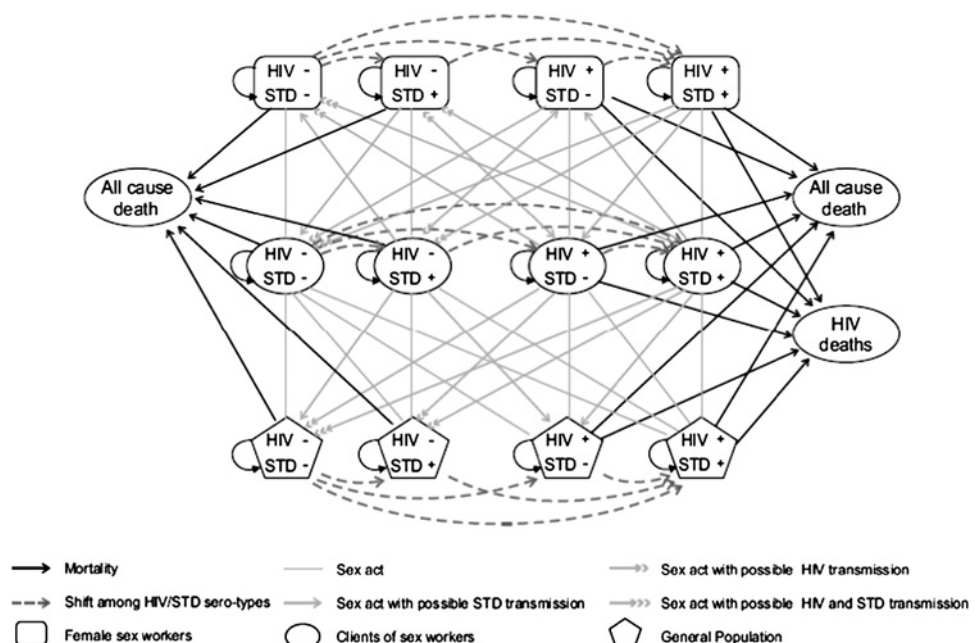 HIV -
STD -
HIV -
STD +
HIV +
STD -
HIV +
STD +
All cause
death
All cause
death
HIV -
STD -
HIV -
STD +
HIV +
STD -
HIV +
STD +
HIV
deaths
HIV -
STD -
HIV -
STD +
HIV +
STD -
HIV +
STD +
Mortality
Sex act
Sex act with possible HIV transmission
Shift among HIV/STD sero-types
Sex act with possible STD transmission
Sex act with possible HIV and STD transmission
Female sex workers
Clients of sex workers
General Population